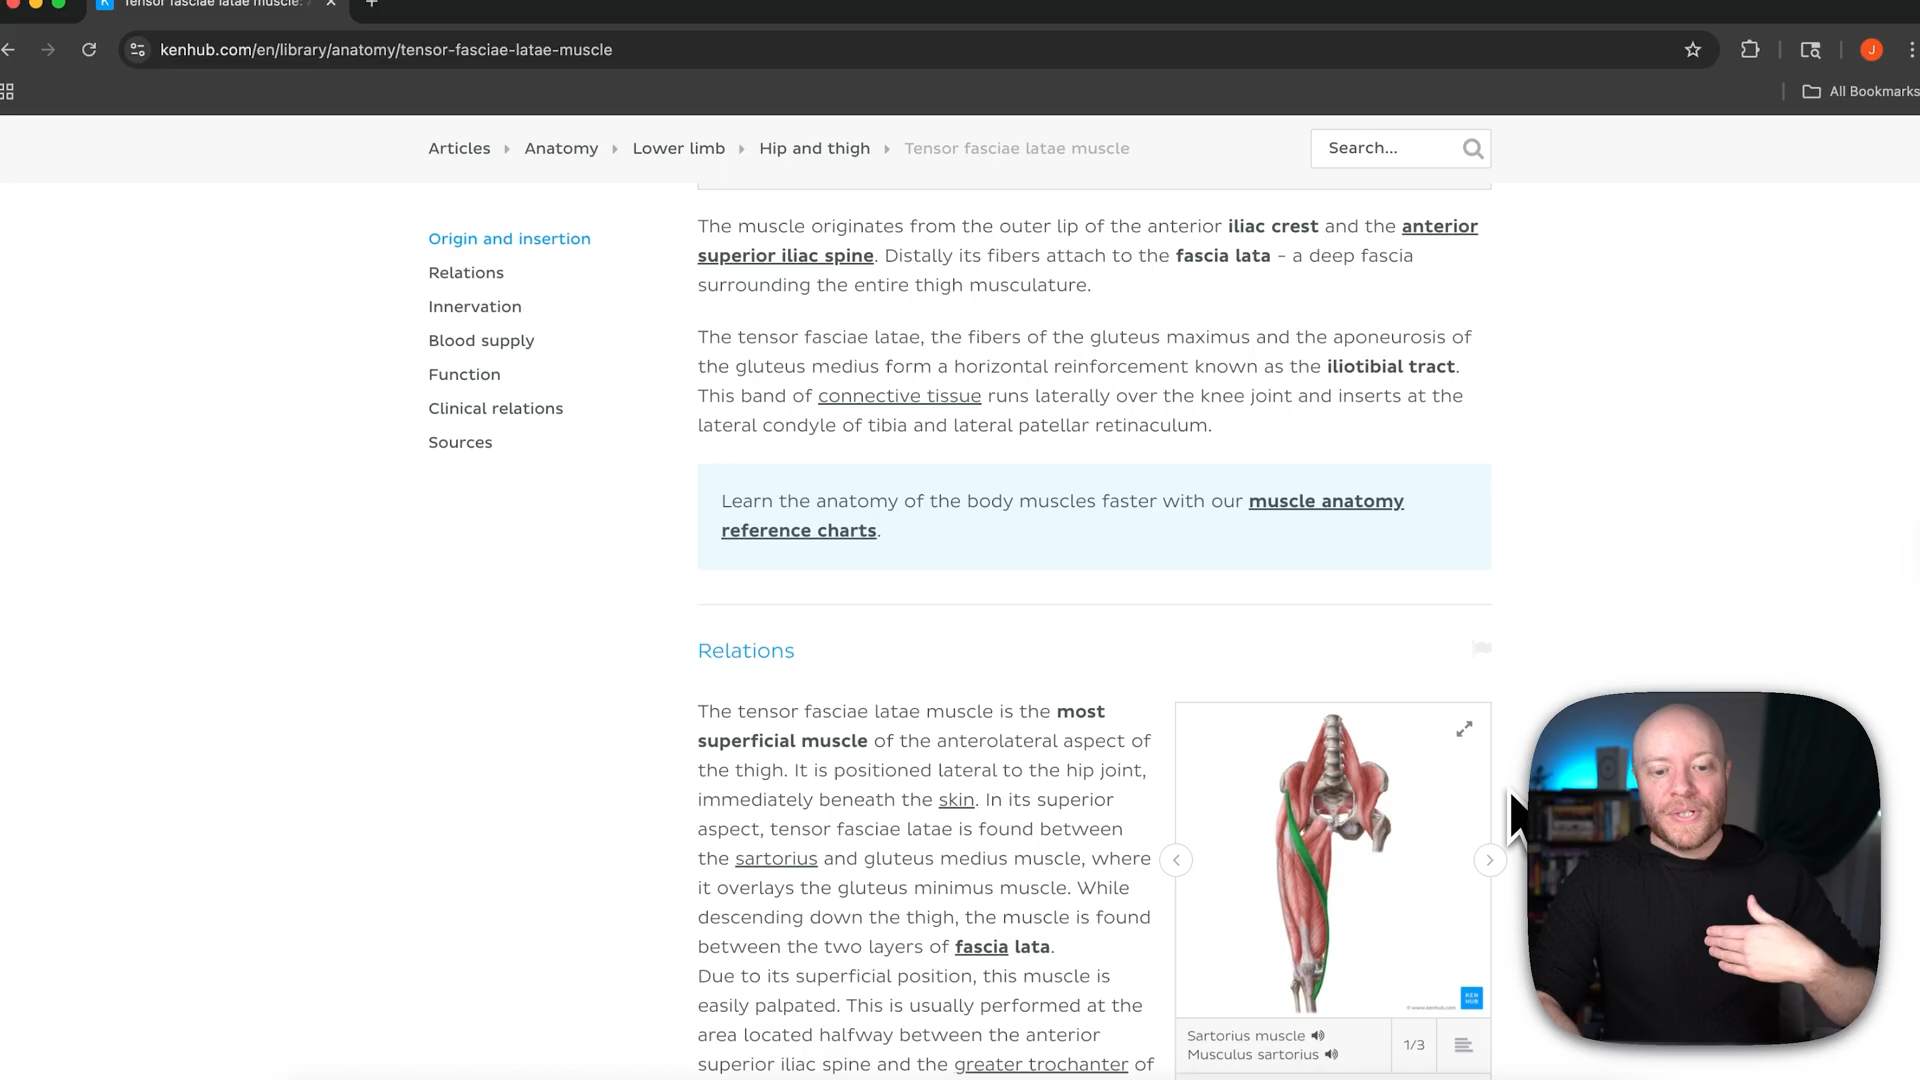 Tensor fasciae latae muscle:
kenhub.com/en/library/anatomy/tensor-fasciae-latae-muscle
J
All Bookmarks
Articles Anatomy Lower limb Hip and thigh Tensor fasciae latae muscle
Search...
Origin and insertion
Relations
Innervation
Blood supply
Function
Clinical relations
Sources
The muscle originates from the outer lip of the anterior iliac crest and the anterior
superior iliac spine. Distally its fibers attach to the fascia lata - a deep fascia
surrounding the entire thigh musculature.
The tensor fasciae latae, the fibers of the gluteus maximus and the aponeurosis of
the gluteus medius form a horizontal reinforcement known as the iliotibial tract.
This band of connective tissue runs laterally over the knee joint and inserts at the
lateral condyle of tibia and lateral patellar retinaculum.
Learn the anatomy of the body muscles faster with our muscle anatomy
reference charts.
Relations
The tensor fasciae latae muscle is the most
superficial muscle of the anterolateral aspect of
the thigh. It is positioned lateral to the hip joint,
immediately beneath the skin. In its superior
aspect, tensor fasciae latae is found between
the sartorius and gluteus medius muscle, where
it overlays the gluteus minimus muscle. While
descending down the thigh, the muscle is found
between the two layers of fascia lata.
Due to its superficial position, this muscle is
easily palpated. This is usually performed at the
area located halfway between the anterior
superior iliac spine and the greater trochanter of
© www.kenhub.com
KEN
HUB
Sartorius muscle
Musculus sartorius
1/3